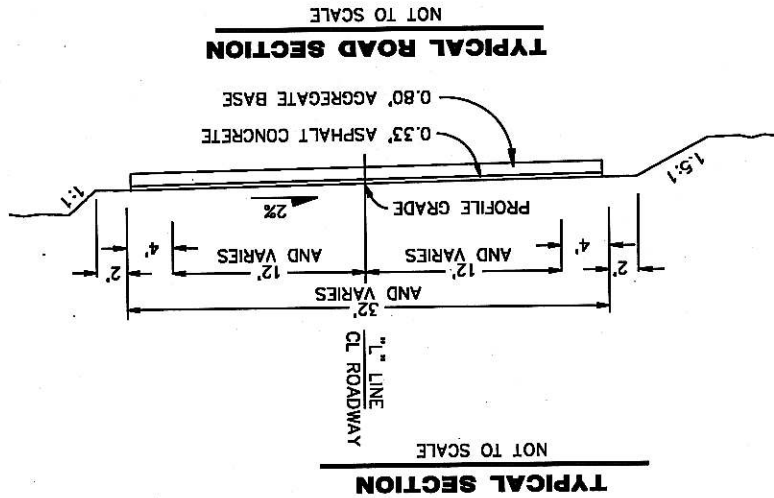 TYPICAL SECTION
NOT TO SCALE
"L" LINE
CL ROADWAY
32'
AND VARIES
2'
4'
12'
AND VARIES
12'
AND VARIES
4'
2'
PROFILE GRADE
2%
1:1
1.5:1
0.33' ASPHALT CONCRETE
0.80' AGGREGATE BASE
TYPICAL ROAD SECTION
NOT TO SCALE